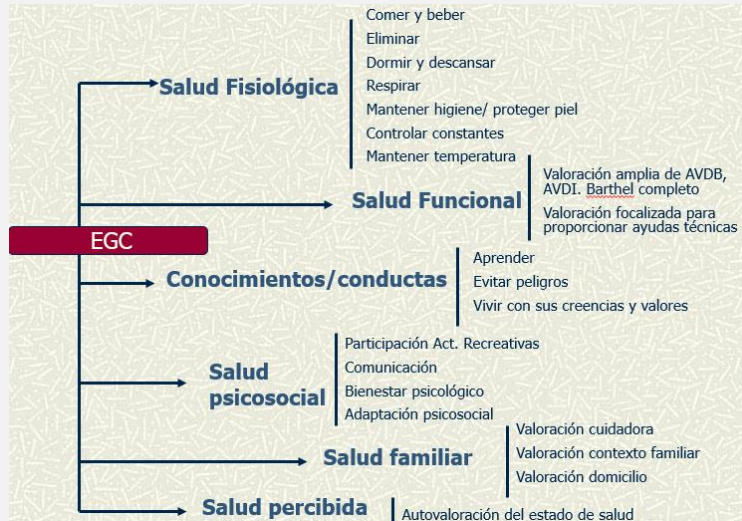 Comer y beber
Eliminar
Dormir y descansar
Salud Fisiológica
Respirar
Mantener higiene/ proteger piel
Controlar constantes
Mantener temperatura
Salud Funcional
Valoración amplia de AVDB,
AVDI. Barthel completo
Valoración focalizada para
proporcionar ayudas técnicas
EGC
Conocimientos/conductas
Aprender
Evitar peligros
Vivir con sus creencias y valores
Salud
psicosocial
Participación Act. Recreativas
Comunicación
Bienestar psicológico
Adaptación psicosocial
Salud familiar
Valoración cuidadora
Valoración contexto familiar
Valoración domicilio
Salud percibida
Autovaloración del estado de salud